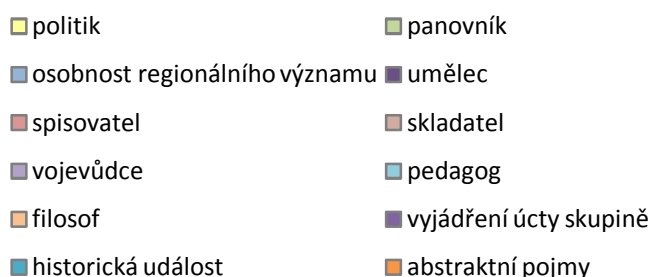 politik panovník
osobnost regionálního významu umělec
spisovatel skladatel
vojevůdce pedagog
filosof vyjádření úcty skupině
historická událost abstraktní pojmy